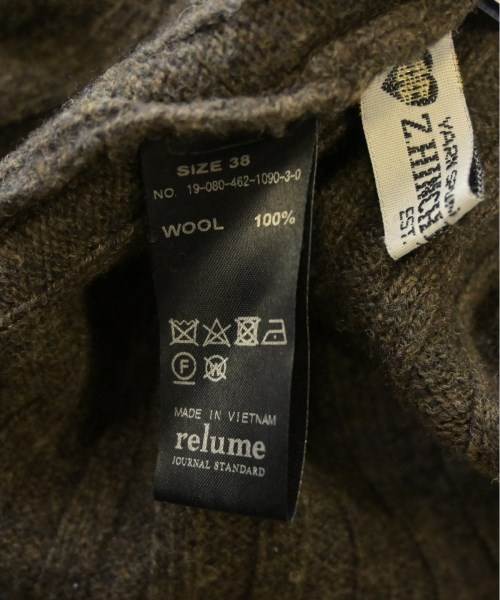 SIZE 38
NO. 19-080-462-1090-3-0
WOOL 100%
F
W
MADE IN VIETNAM
relume
JOURNAL STANDARD
YARN
EST.